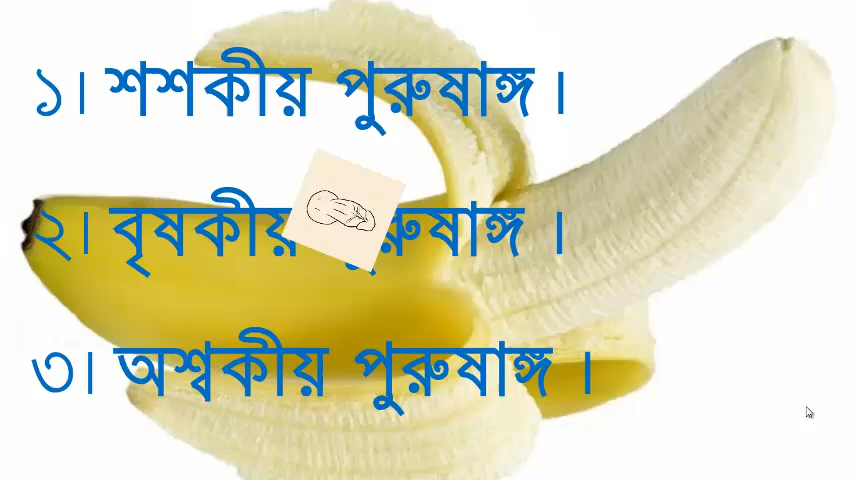 ১। শশকীয় পুরুষাঙ্গ।
২। বৃষকীয় পুরুষাঙ্গ ।
৩। অশ্বকীয় পুরুষাঙ্গ ।